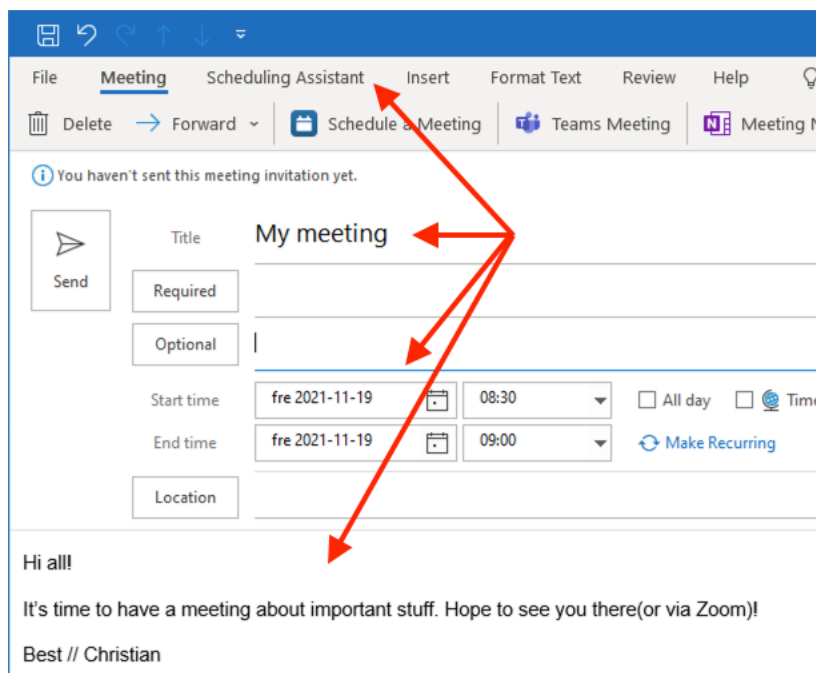 File Meeting Scheduling Assistant Insert Format Text Review Help
Delete Forward Schedule a Meeting Teams Meeting Meeting
You haven't sent this meeting invitation yet.
Title My meeting
Send
Required
Optional
Start time fre 2021-11-19 08:30 All day Time
End time fre 2021-11-19 09:00 Make Recurring
Location
Hi all!
It's time to have a meeting about important stuff. Hope to see you there(or via Zoom)!
Best // Christian